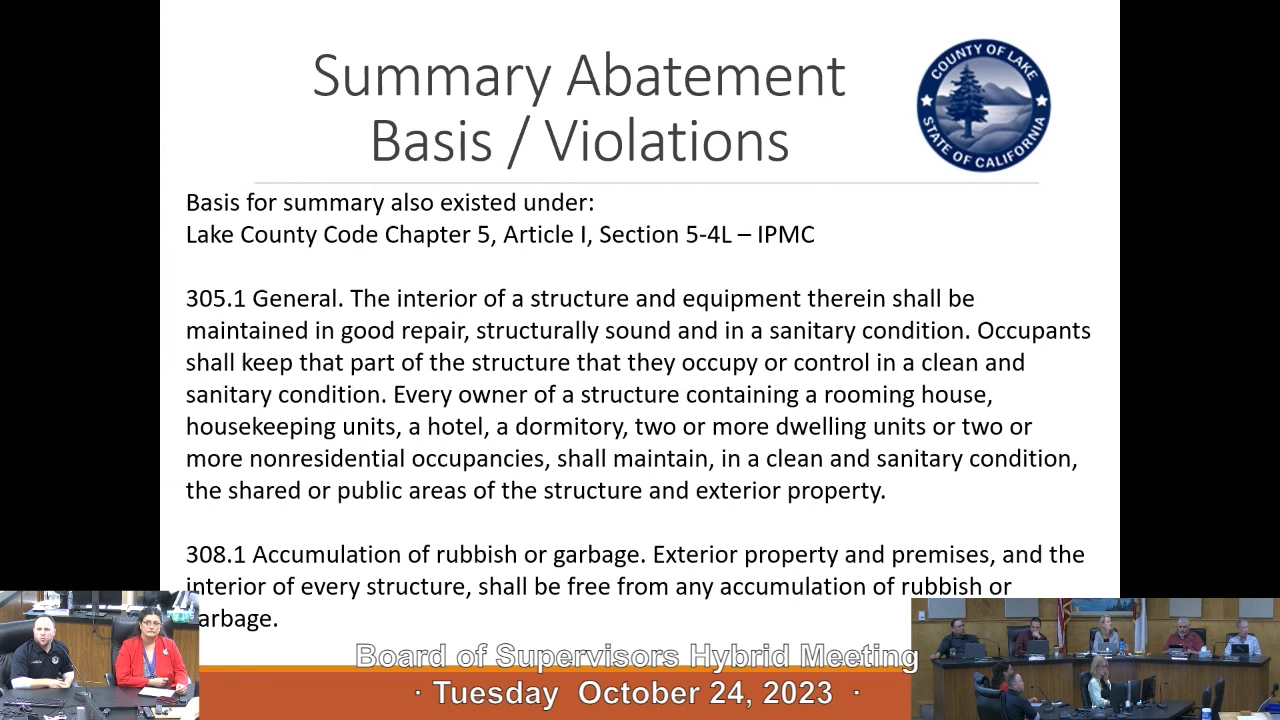 Summary Abatement
Basis / Violations
COUNTY OF LAKE
STATE OF CALIFORNIA
Basis for summary also existed under:
Lake County Code Chapter 5, Article I, Section 5-4L – IPMC
305.1 General. The interior of a structure and equipment therein shall be
maintained in good repair, structurally sound and in a sanitary condition. Occupants
shall keep that part of the structure that they occupy or control in a clean and
sanitary condition. Every owner of a structure containing a rooming house,
housekeeping units, a hotel, a dormitory, two or more dwelling units or two or
more nonresidential occupancies, shall maintain, in a clean and sanitary condition,
the shared or public areas of the structure and exterior property.
308.1 Accumulation of rubbish or garbage. Exterior property and premises, and the
interior of every structure, shall be free from any accumulation of rubbish or
garbage.
Board of Supervisors Hybrid Meeting
· Tuesday October 24, 2023 ·